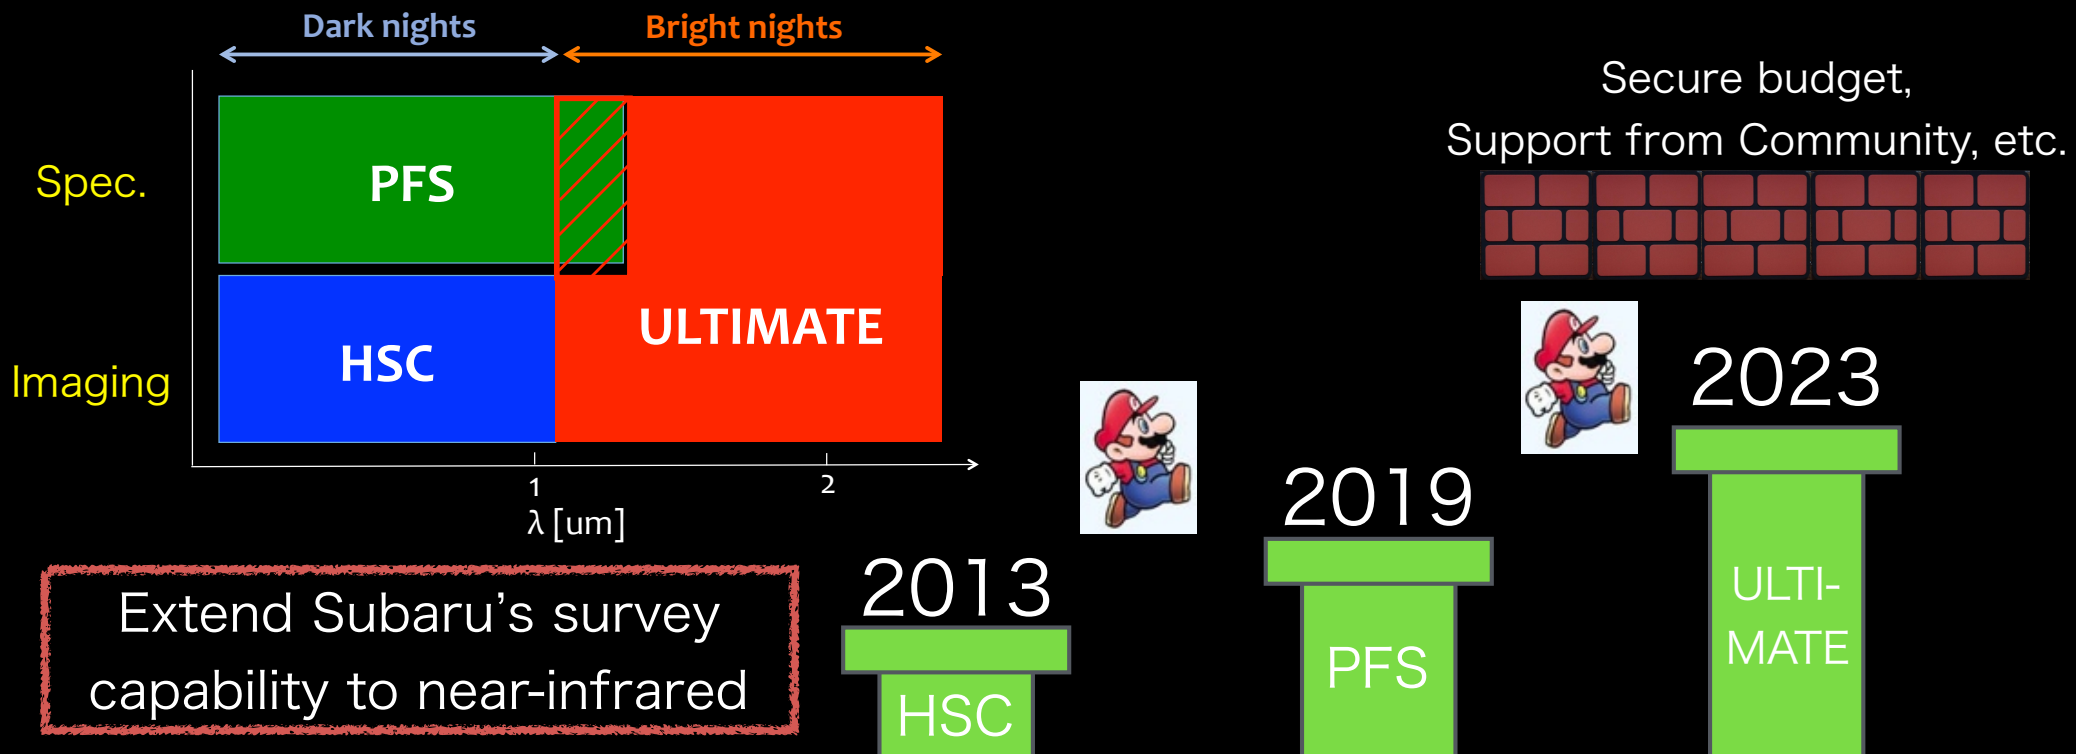 Dark nights
Bright nights
Spec.
PFS
Imaging
HSC
ULTIMATE
1
2
λ [um]
Extend Subaru’s survey
capability to near-infrared
Secure budget,
Support from Community, etc.
2013
HSC
2019
PFS
2023
ULTI-
MATE